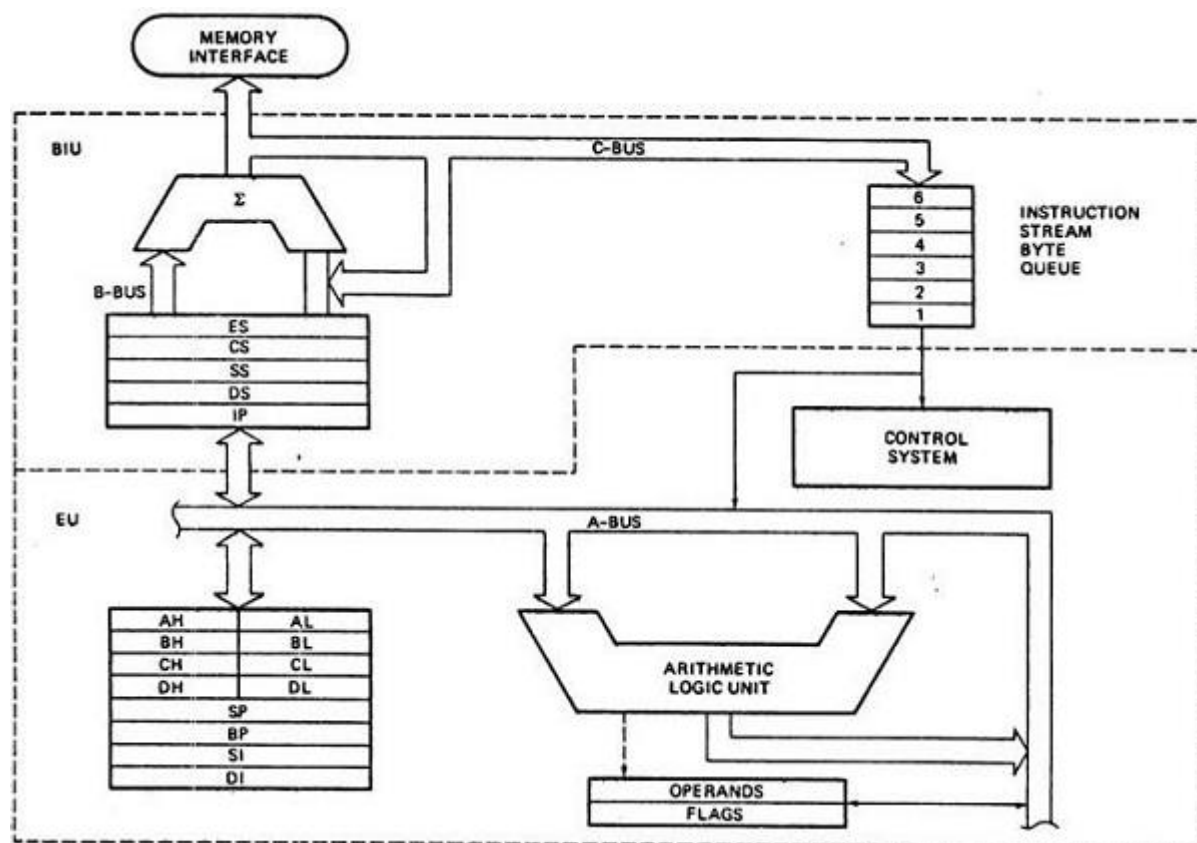 MEMORY
INTERFACE
BIU
C-BUS
Σ
6
5
4
3
2
1
INSTRUCTION
STREAM
BYTE
QUEUE
B-BUS
ES
CS
SS
DS
IP
CONTROL
SYSTEM
EU
A-BUS
AH AL
BH BL
CH CL
DH DL
SP
BP
SI
DI
ARITHMETIC
LOGIC UNIT
OPERANDS
FLAGS